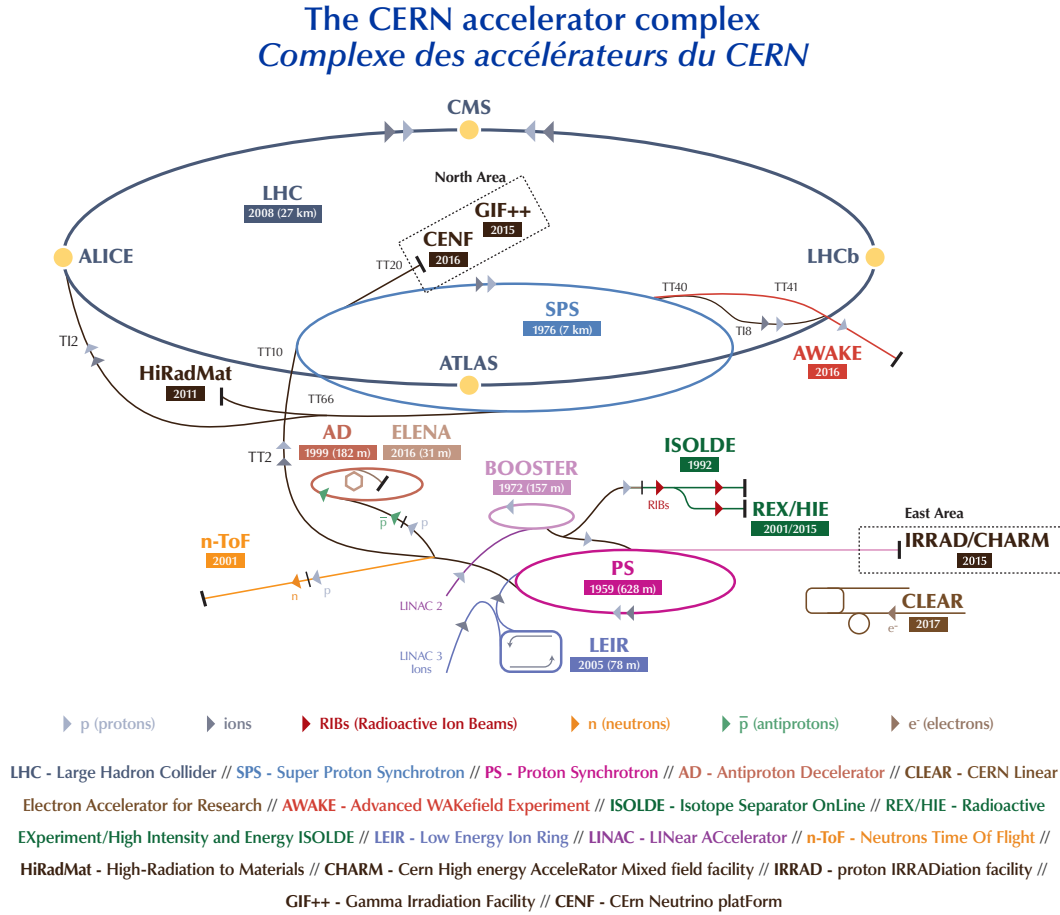 The CERN accelerator complex
Complexe des accélérateurs du CERN
CMS
North Area
LHC
2008 (27 km)
GIF++
2015
CENF
2016
ALICE
TT20
LHCb
TT40
TT41
SPS
1976 (7 km)
TI2
TI8
TT10
AWAKE
2016
ATLAS
HiRadMat
2011
TT66
AD
1999 (182 m)
ELENA
2016 (31 m)
TT2
BOOSTER
1972 (157 m)
ISOLDE
1992
RIBs
REX/HIE
2001/2015
p̅
p
East Area
n-ToF
2001
IRRAD/CHARM
2015
PS
1959 (628 m)
n
p
LINAC 2
CLEAR
2017
e-
LINAC 3
Ions
LEIR
2005 (78 m)
p (protons)
ions
RIBs (Radioactive Ion Beams)
n (neutrons)
p̅ (antiprotons)
e- (electrons)
LHC - Large Hadron Collider // SPS - Super Proton Synchrotron // PS - Proton Synchrotron // AD - Antiproton Decelerator // CLEAR - CERN Linear
Electron Accelerator for Research // AWAKE - Advanced WAKefield Experiment // ISOLDE - Isotope Separator OnLine // REX/HIE - Radioactive
EXperiment/High Intensity and Energy ISOLDE // LEIR - Low Energy Ion Ring // LINAC - LINear ACcelerator // n-ToF - Neutrons Time Of Flight //
HiRadMat - High-Radiation to Materials // CHARM - Cern High energy AcceleRator Mixed field facility // IRRAD - proton IRRADiation facility //
GIF++ - Gamma Irradiation Facility // CENF - CErn Neutrino platForm